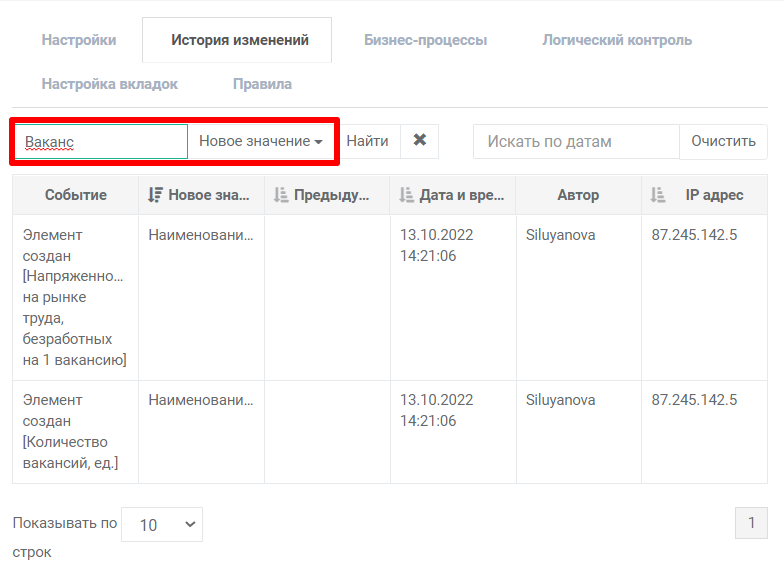 Настройки
История изменений
Бизнес-процессы
Логический контроль
Настройка вкладок
Правила
Ваканс
Новое значение
Найти
Искать по датам
Очистить
Событие
Новое зна...
Предыду...
Дата и вре...
Автор
IP адрес
Элемент
создан
[Напряженно...
на рынке
труда,
безработных
на 1 вакансию]
Наименовани...
13.10.2022
14:21:06
Siluyanova
87.245.142.5
Элемент
создан
[Количество
вакансий, ед.]
Наименовани...
13.10.2022
14:21:06
Siluyanova
87.245.142.5
Показывать по
10
строк
1